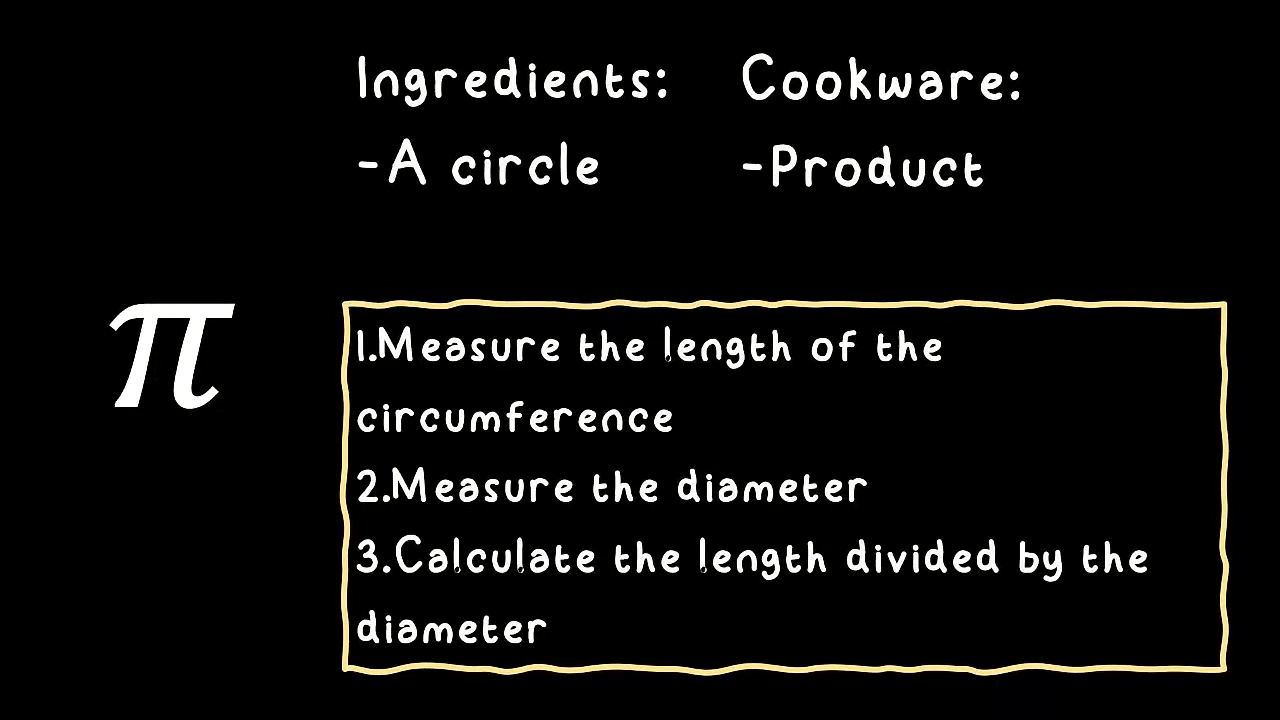 Ingredients:
-A circle
Cookware:
-Product
π
1.Measure the length of the
circumference
2.Measure the diameter
3.Calculate the length divided by the
diameter